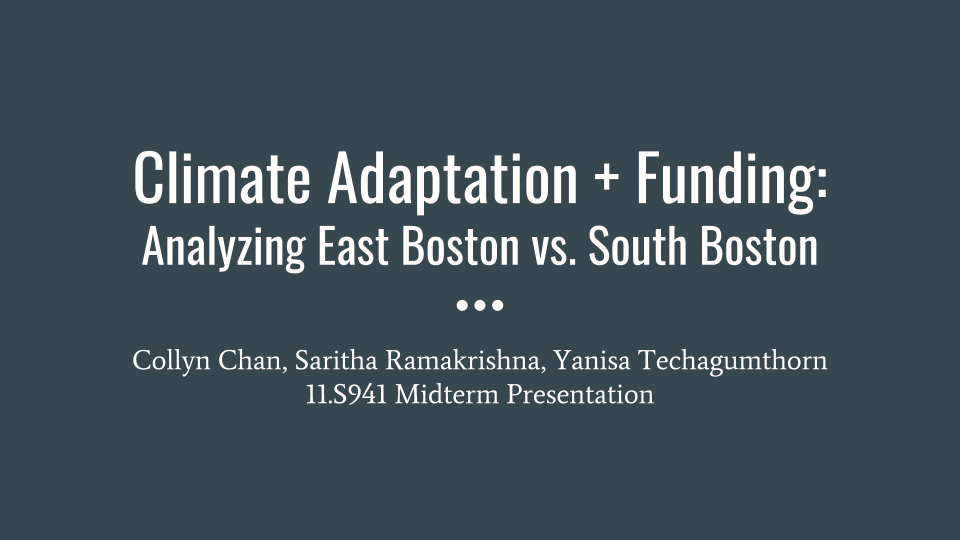 Climate Adaptation + Funding:
Analyzing East Boston vs. South Boston
Collyn Chan, Saritha Ramakrishna, Yanisa Techagumthorn
11.S941 Midterm Presentation